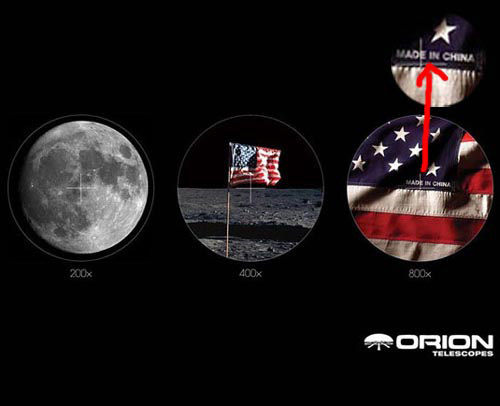 MADE IN CHINA
MADE IN CHINA
200x
400x
800x
ORION
TELESCOPES